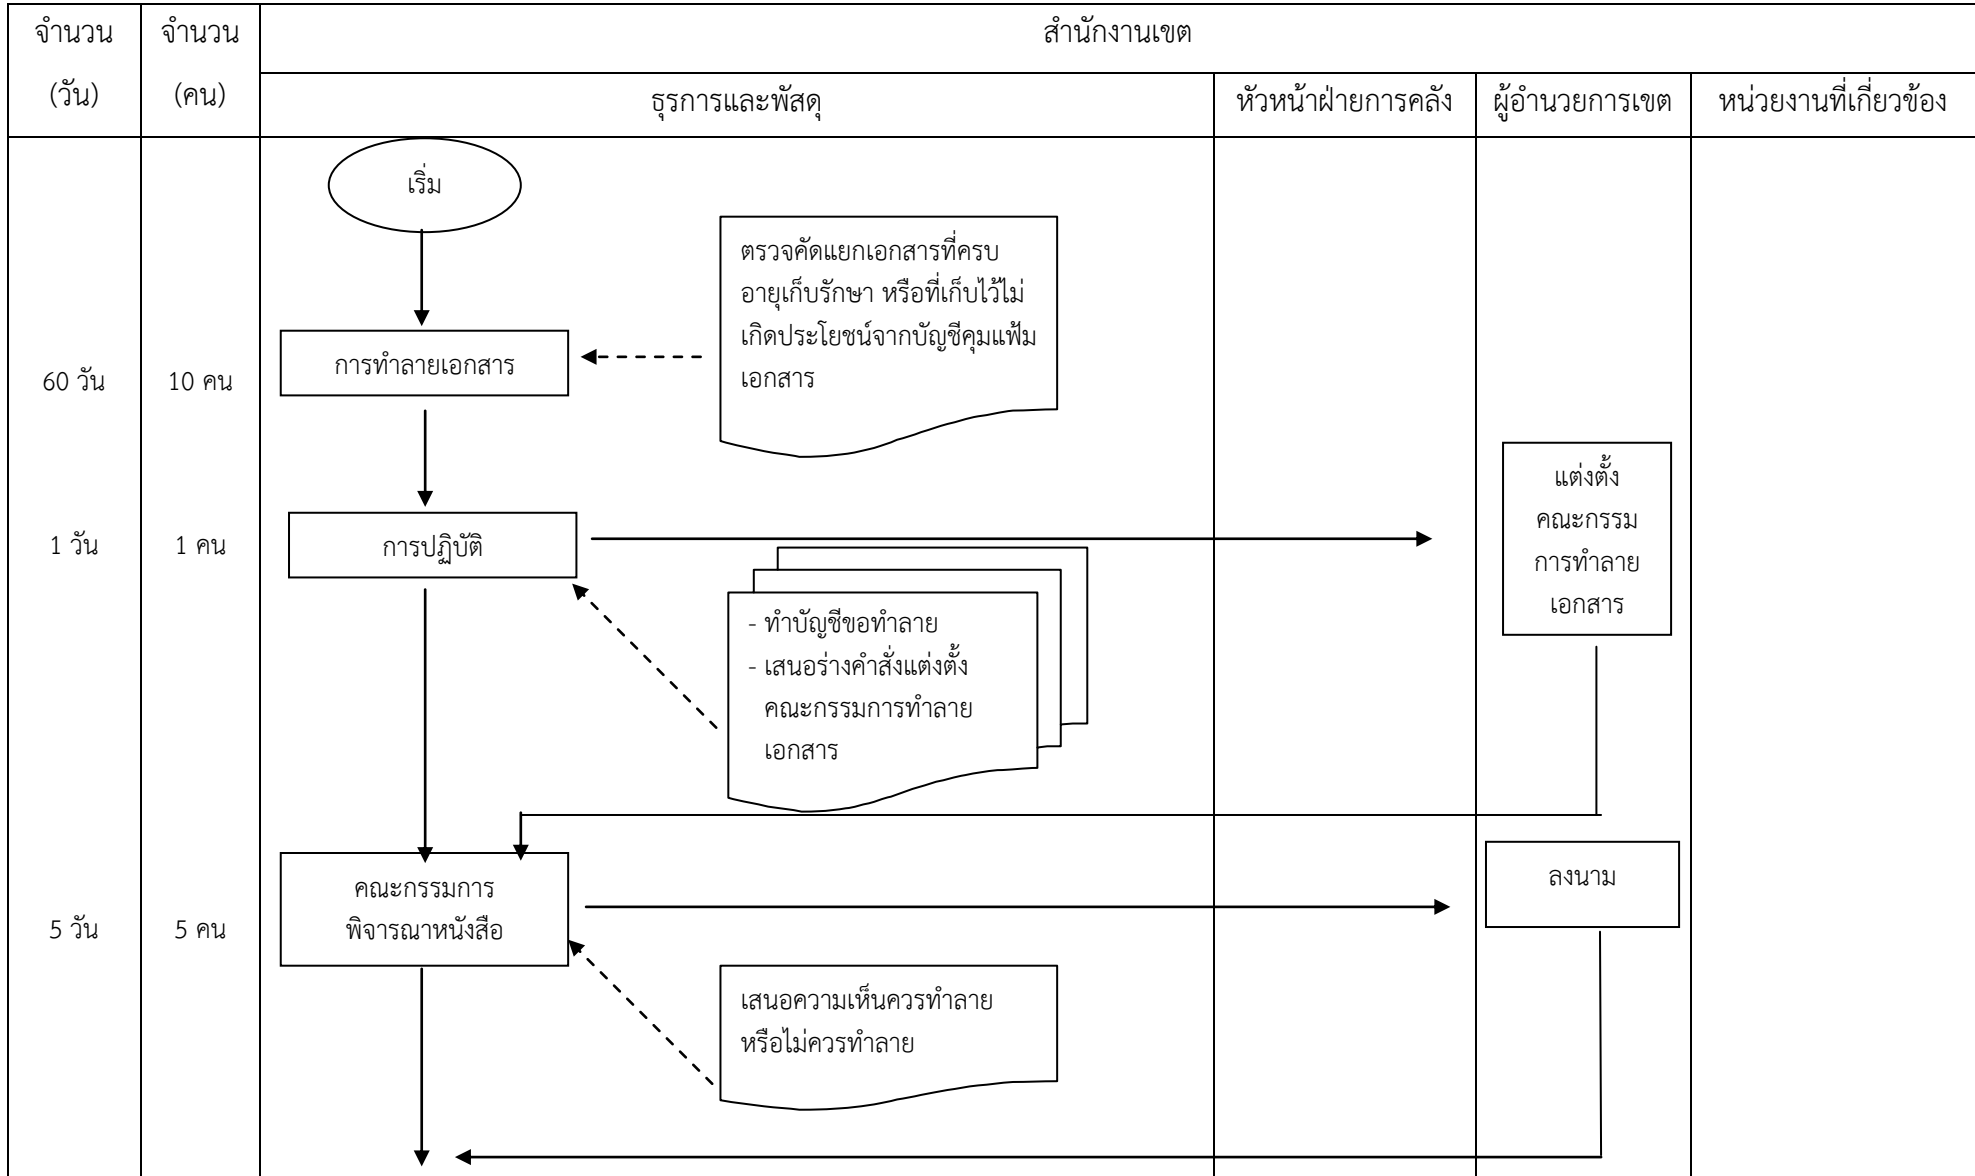 จำนวน
(วัน)
จำนวน
(คน)
สำนักงานเขต
ธุรการและพัสดุ
หัวหน้าฝ่ายการคลัง
ผู้อำนวยการเขต
หน่วยงานที่เกี่ยวข้อง
เริ่ม
ตรวจคัดแยกเอกสารที่ครบ
อายุเก็บรักษา หรือที่เก็บไว้ไม่
เกิดประโยชน์จากบัญชีคุมแฟ้ม
เอกสาร
60 วัน
10 คน
การทำลายเอกสาร
แต่งตั้ง
คณะกรรม
การทำลาย
เอกสาร
1 วัน
1 คน
การปฏิบัติ
- ทำบัญชีขอทำลาย
- เสนอร่างคำสั่งแต่งตั้ง
คณะกรรมการทำลาย
เอกสาร
5 วัน
5 คน
คณะกรรมการ
พิจารณาหนังสือ
ลงนาม
เสนอความเห็นควรทำลาย
หรือไม่ควรทำลาย